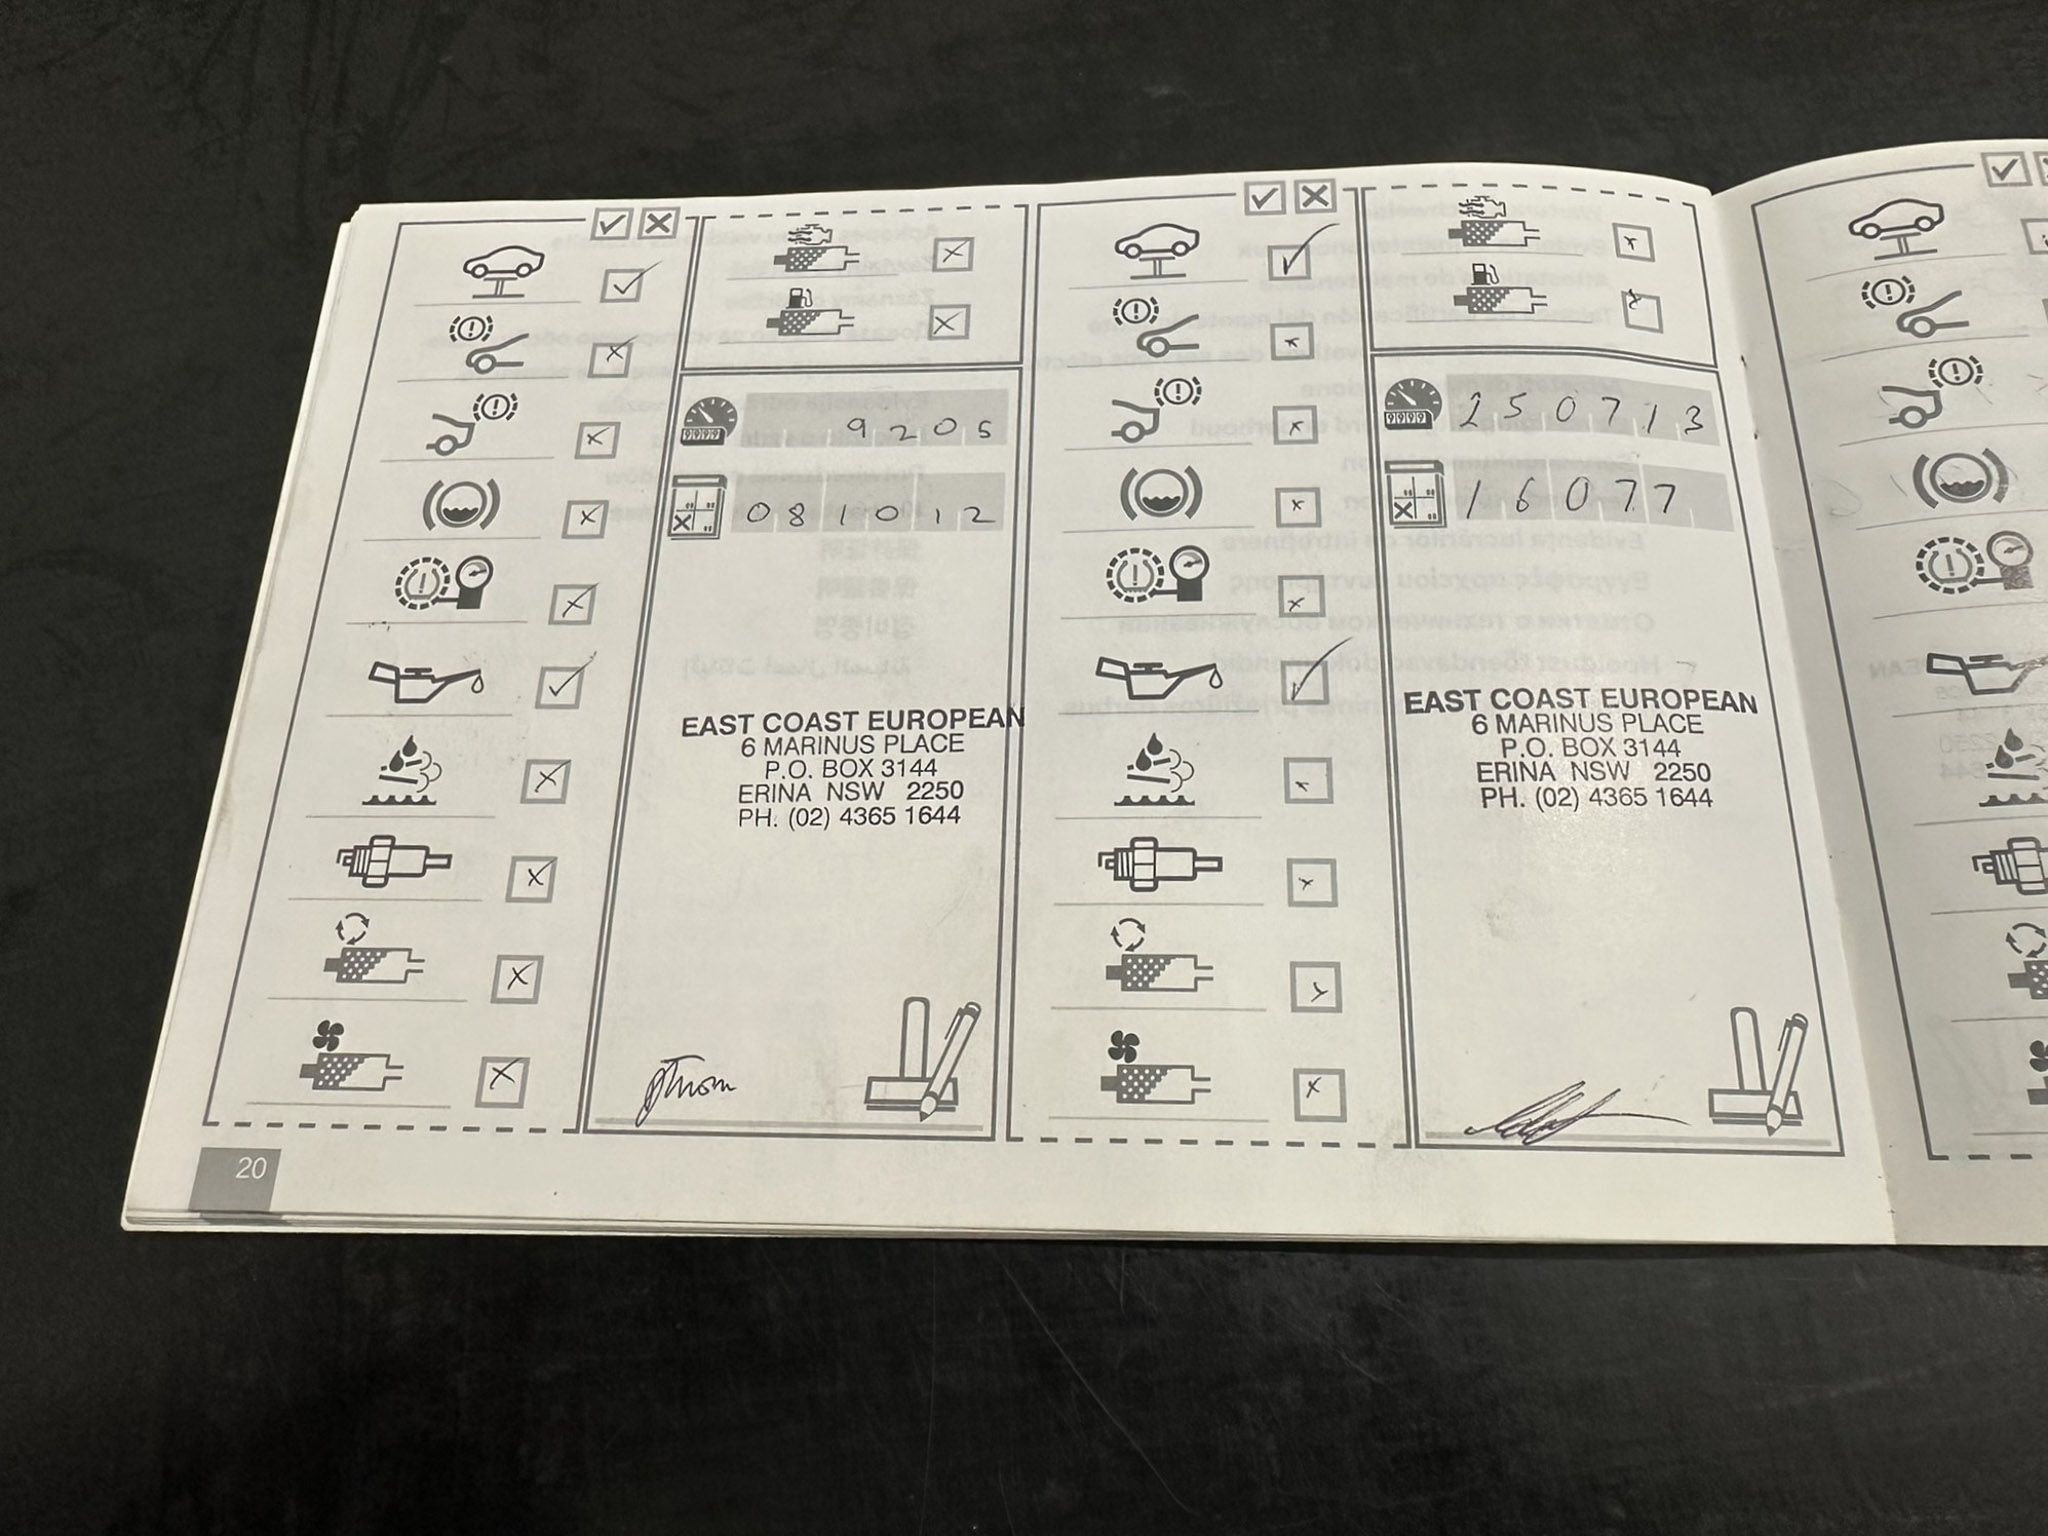 9205
081012
EAST COAST EUROPEAN
6 MARINUS PLACE
P.O. BOX 3144
ERINA NSW 2250
PH. (02) 4365 1644
250713
16077
EAST COAST EUROPEAN
6 MARINUS PLACE
P.O. BOX 3144
ERINA NSW 2250
PH. (02) 4365 1644
20